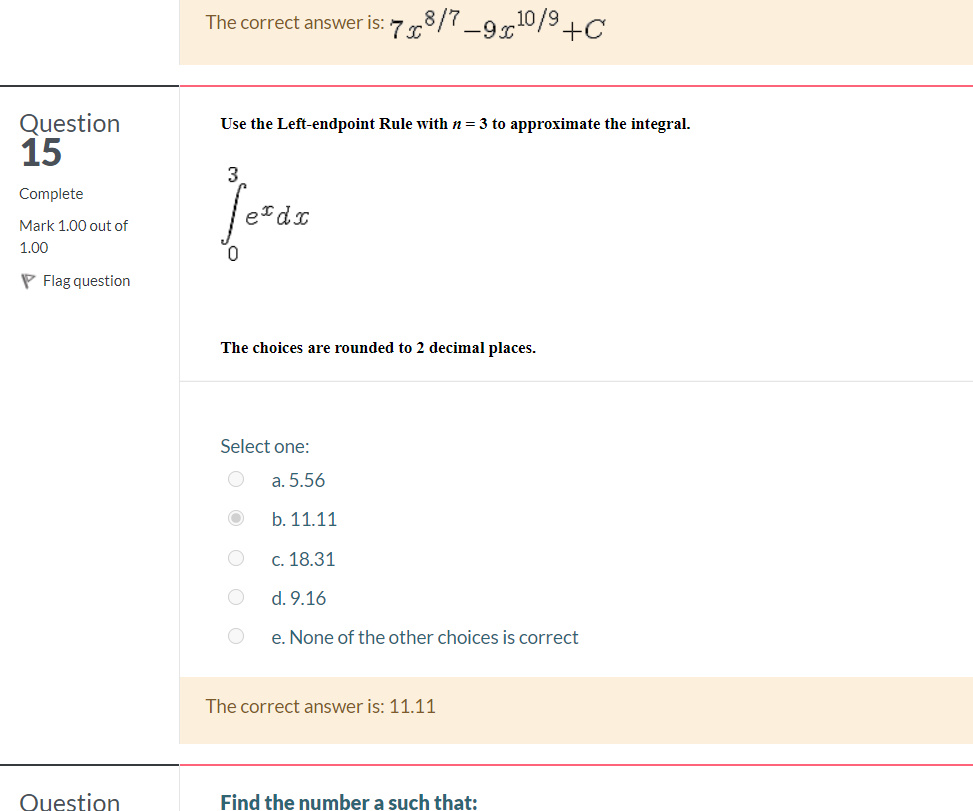 The correct answer is: 7x^{8/7} −9x^{10/9} +C
Question
15
Complete
Mark 1.00 out of
1.00
Flag question
Use the Left-endpoint Rule with n = 3 to approximate the integral.
∫_0^3 e^x dx
The choices are rounded to 2 decimal places.
Select one:
a. 5.56
b. 11.11
c. 18.31
d. 9.16
e. None of the other choices is correct
The correct answer is: 11.11
Question
Find the number a such that: